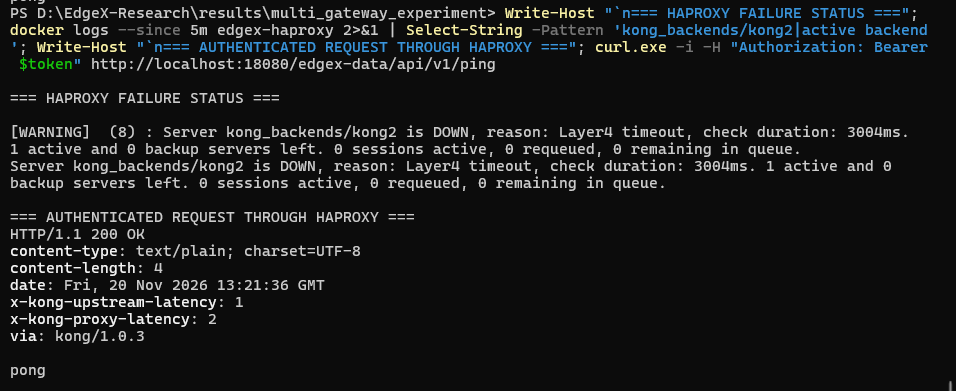 PS D:\EdgeX-Research\results\multi_gateway_experiment> Write-Host "`n=== HAPROXY FAILURE STATUS ===";
docker logs --since 5m edgex-haproxy 2>&1 | Select-String -Pattern 'kong_backends/kong2|active backend
'; Write-Host "`n=== AUTHENTICATED REQUEST THROUGH HAPROXY ==="; curl.exe -i -H "Authorization: Bearer
$token" http://localhost:18080/edgex-data/api/v1/ping
=== HAPROXY FAILURE STATUS ===
[WARNING]  (8) : Server kong_backends/kong2 is DOWN, reason: Layer4 timeout, check duration: 3004ms.
1 active and 0 backup servers left. 0 sessions active, 0 requeued, 0 remaining in queue.
Server kong_backends/kong2 is DOWN, reason: Layer4 timeout, check duration: 3004ms. 1 active and 0
backup servers left. 0 sessions active, 0 requeued, 0 remaining in queue.
=== AUTHENTICATED REQUEST THROUGH HAPROXY ===
HTTP/1.1 200 OK
content-type: text/plain; charset=UTF-8
content-length: 4
date: Fri, 20 Nov 2026 13:21:36 GMT
x-kong-upstream-latency: 1
x-kong-proxy-latency: 2
via: kong/1.0.3
pong